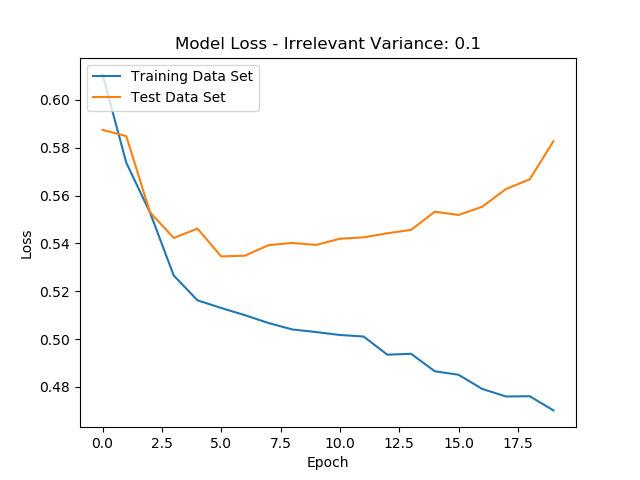 Model Loss - Irrelevant Variance: 0.1
Training Data Set
Test Data Set
0.60
0.58
0.56
0.54
0.52
0.50
0.48
Loss
0.0 2.5 5.0 7.5 10.0 12.5 15.0 17.5
Epoch